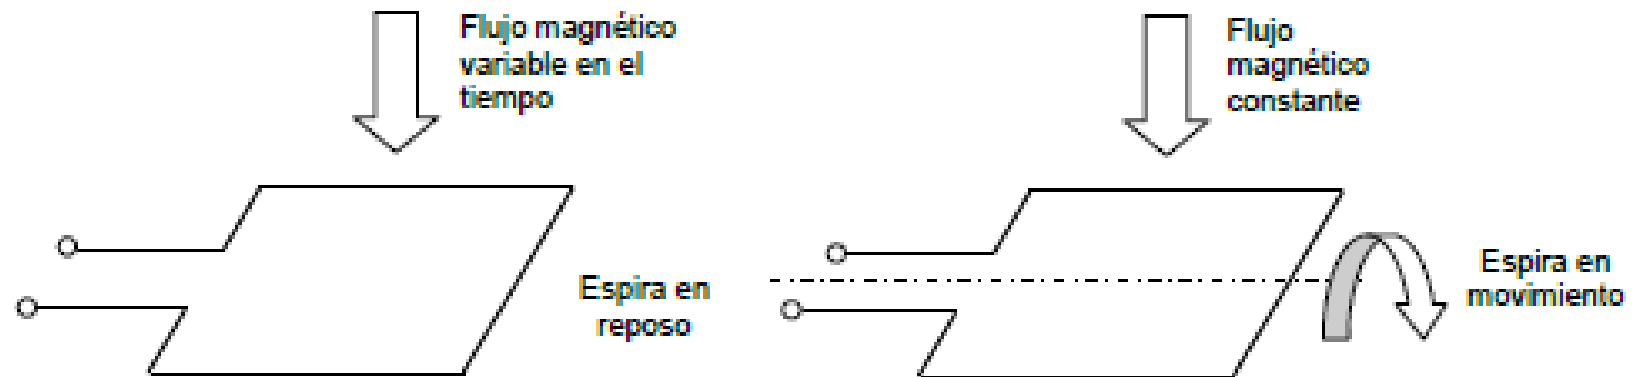 Flujo magnético
variable en el
tiempo
Espira en
reposo
Flujo
magnético
constante
Espira en
movimiento